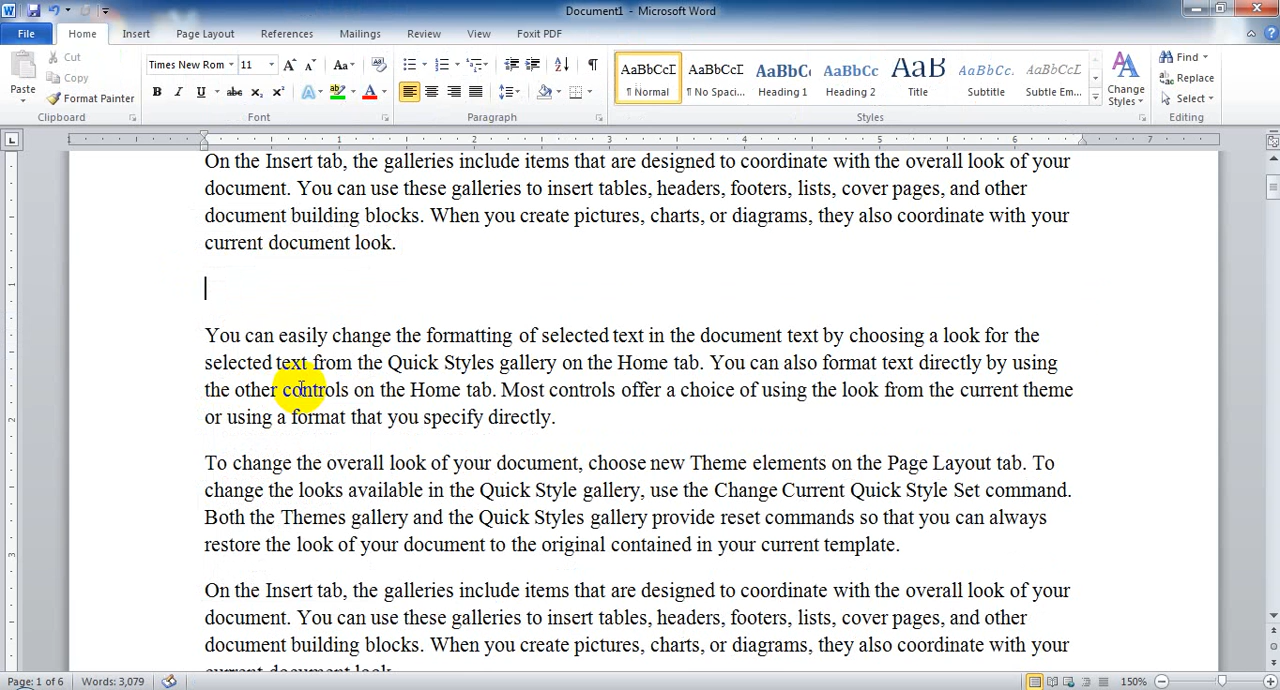 Document1 - Microsoft Word
File Home Insert Page Layout References Mailings Review View Foxit PDF
Paste
Cut
Copy
Format Painter
Clipboard
Times New Rom 11
Font
Paragraph
AaBbCcI AaBbCcI AaBbCc AaBbCc AaB AaBbCc. AaBbCcI
¶ Normal ¶ No Spaci... Heading 1 Heading 2 Title Subtitle Subtle Em...
Change
Styles
Styles
Find
Replace
Select
Editing
1 2 3 4 5 6 7
On the Insert tab, the galleries include items that are designed to coordinate with the overall look of your
document. You can use these galleries to insert tables, headers, footers, lists, cover pages, and other
document building blocks. When you create pictures, charts, or diagrams, they also coordinate with your
current document look.
You can easily change the formatting of selected text in the document text by choosing a look for the
selected text from the Quick Styles gallery on the Home tab. You can also format text directly by using
the other controls on the Home tab. Most controls offer a choice of using the look from the current theme
or using a format that you specify directly.
To change the overall look of your document, choose new Theme elements on the Page Layout tab. To
change the looks available in the Quick Style gallery, use the Change Current Quick Style Set command.
Both the Themes gallery and the Quick Styles gallery provide reset commands so that you can always
restore the look of your document to the original contained in your current template.
On the Insert tab, the galleries include items that are designed to coordinate with the overall look of your
document. You can use these galleries to insert tables, headers, footers, lists, cover pages, and other
document building blocks. When you create pictures, charts, or diagrams, they also coordinate with your
current document look.
Page: 1 of 6 Words: 3,079 150%